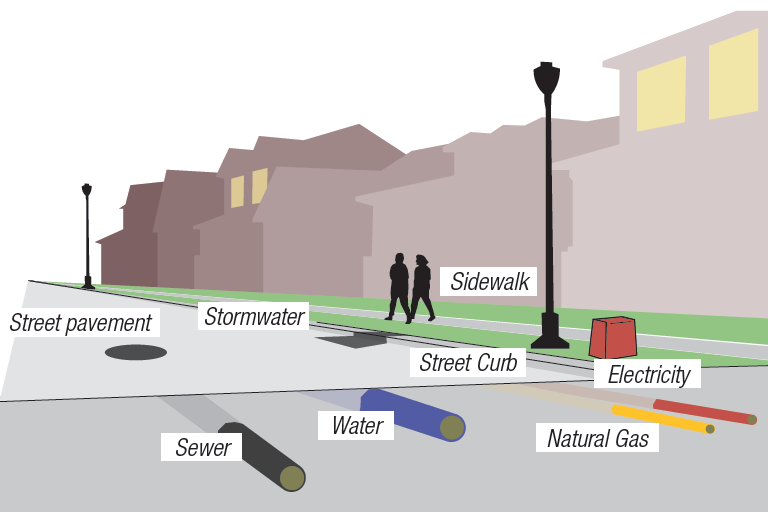 Sidewalk
Stormwater
Street pavement
Street Curb
Electricity
Water
Natural Gas
Sewer